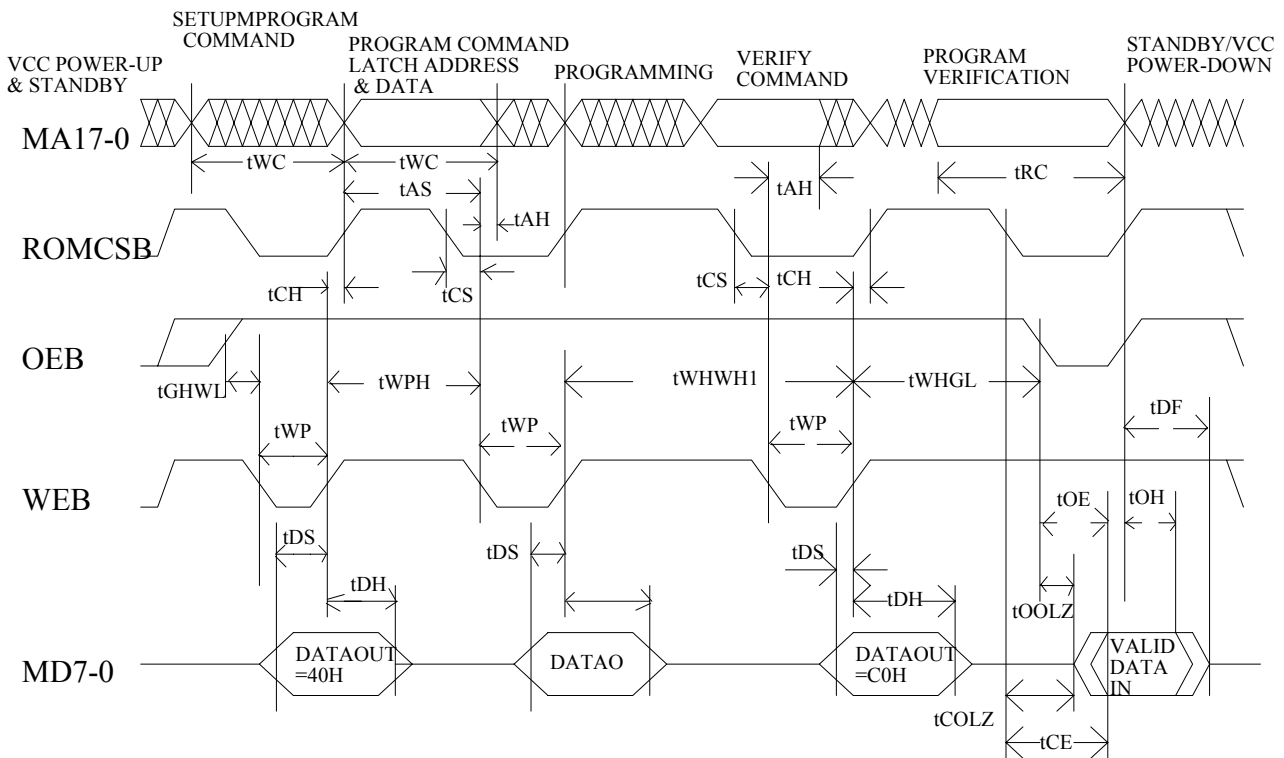 SETUPMPROGRAM
COMMAND
VCC POWER-UP
& STANDBY
PROGRAM COMMAND
LATCH ADDRESS
& DATA
PROGRAMMING
VERIFY
COMMAND
PROGRAM
VERIFICATION
STANDBY/VCC
POWER-DOWN
MA17-0
tWC
tWC
tRC
tAS
tAH
tAH
ROMCSB
tCH
tCS
tCS
tCH
OEB
tGHWL
tWPH
tWHWH1
tWHGL
tWP
tWP
tWP
tDF
WEB
tOE
tOH
tDS
tDS
tDS
tDH
tDH
tOOLZ
MD7-0
DATAOUT
=40H
DATAO
DATAOUT
=C0H
VALID
DATA
IN
tCOLZ
tCE